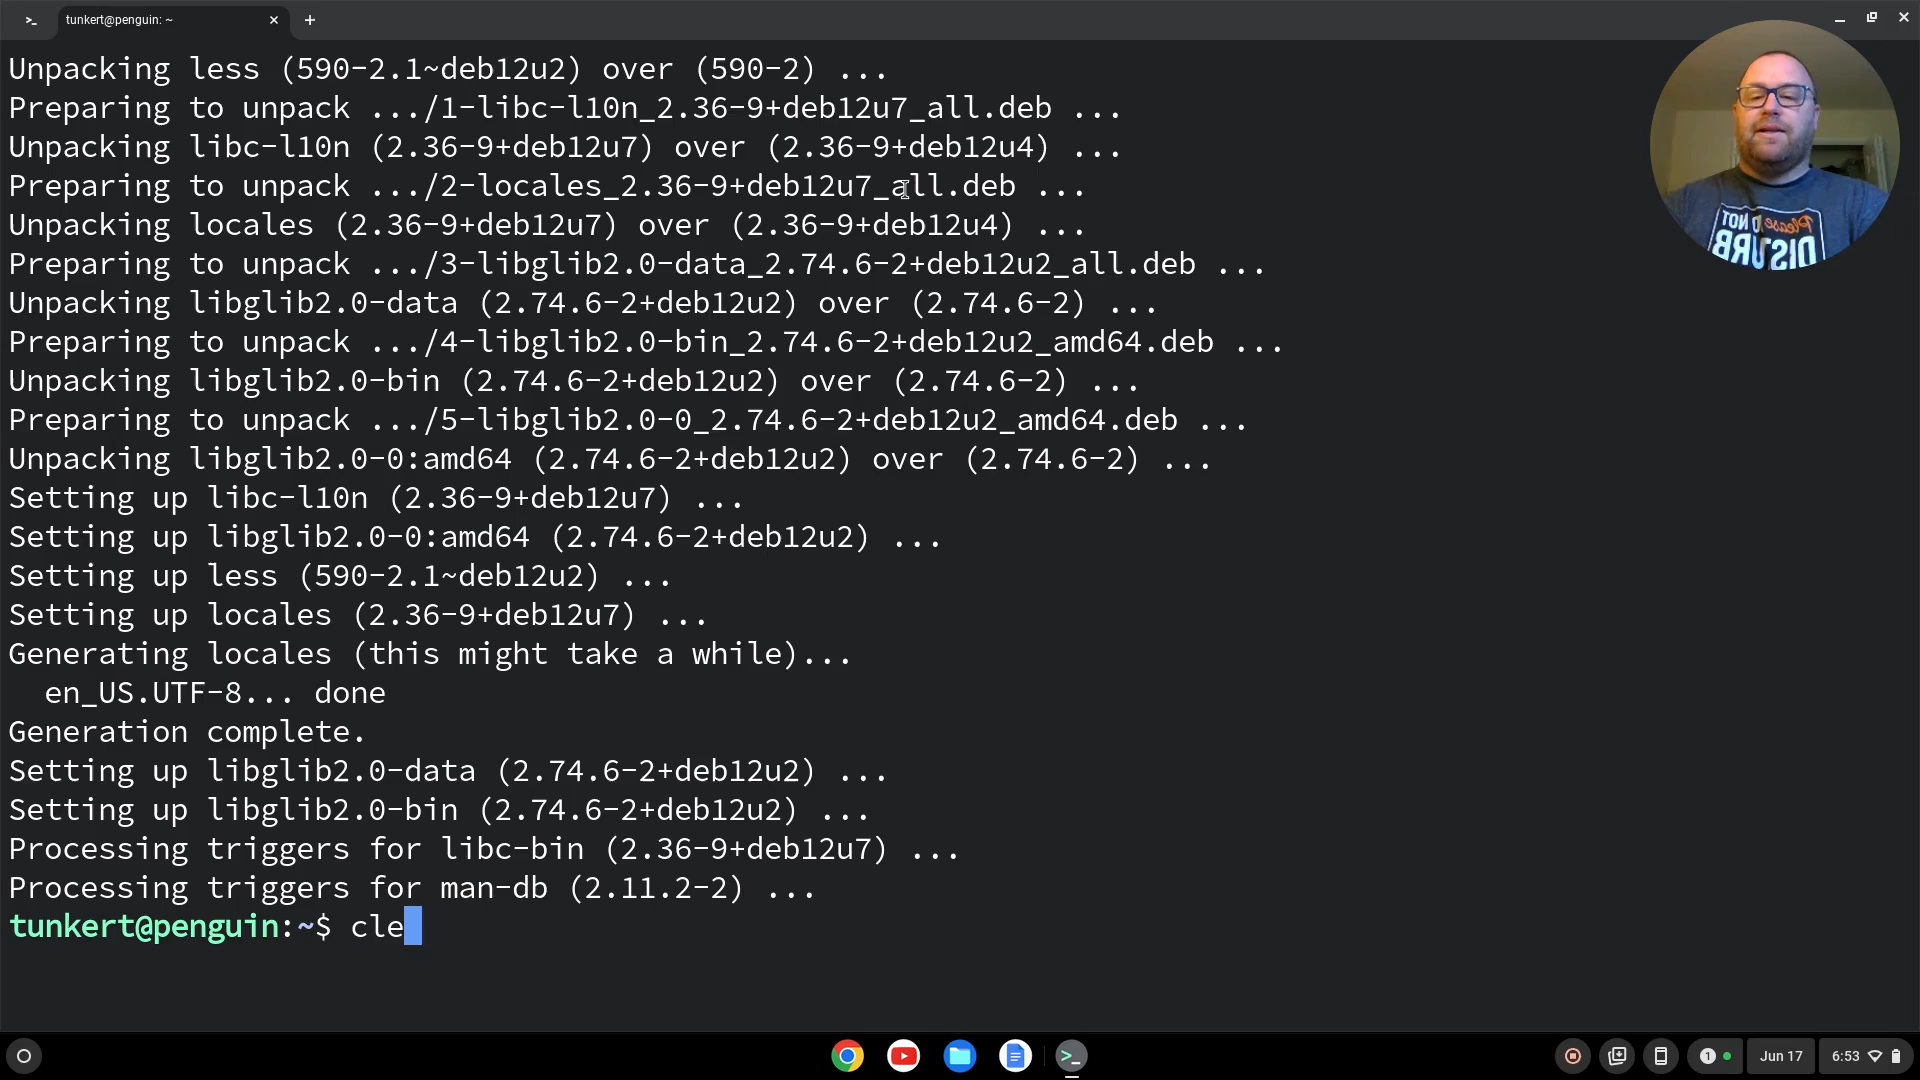 tunkert@penguin: ~
Unpacking less (590-2.1~deb12u2) over (590-2) ...
Preparing to unpack .../1-libc-l10n_2.36-9+deb12u7_all.deb ...
Unpacking libc-l10n (2.36-9+deb12u7) over (2.36-9+deb12u4) ...
Preparing to unpack .../2-locales_2.36-9+deb12u7_all.deb ...
Unpacking locales (2.36-9+deb12u7) over (2.36-9+deb12u4) ...
Preparing to unpack .../3-libglib2.0-data_2.74.6-2+deb12u2_all.deb ...
Unpacking libglib2.0-data (2.74.6-2+deb12u2) over (2.74.6-2) ...
Preparing to unpack .../4-libglib2.0-bin_2.74.6-2+deb12u2_amd64.deb ...
Unpacking libglib2.0-bin (2.74.6-2+deb12u2) over (2.74.6-2) ...
Preparing to unpack .../5-libglib2.0-0_2.74.6-2+deb12u2_amd64.deb ...
Unpacking libglib2.0-0:amd64 (2.74.6-2+deb12u2) over (2.74.6-2) ...
Setting up libc-l10n (2.36-9+deb12u7) ...
Setting up libglib2.0-0:amd64 (2.74.6-2+deb12u2) ...
Setting up less (590-2.1~deb12u2) ...
Setting up locales (2.36-9+deb12u7) ...
Generating locales (this might take a while)...
  en_US.UTF-8... done
Generation complete.
Setting up libglib2.0-data (2.74.6-2+deb12u2) ...
Setting up libglib2.0-bin (2.74.6-2+deb12u2) ...
Processing triggers for libc-bin (2.36-9+deb12u7) ...
Processing triggers for man-db (2.11.2-2) ...
tunkert@penguin:~$ cle
Please DO NOT
DISTURB
1
Jun 17
6:53